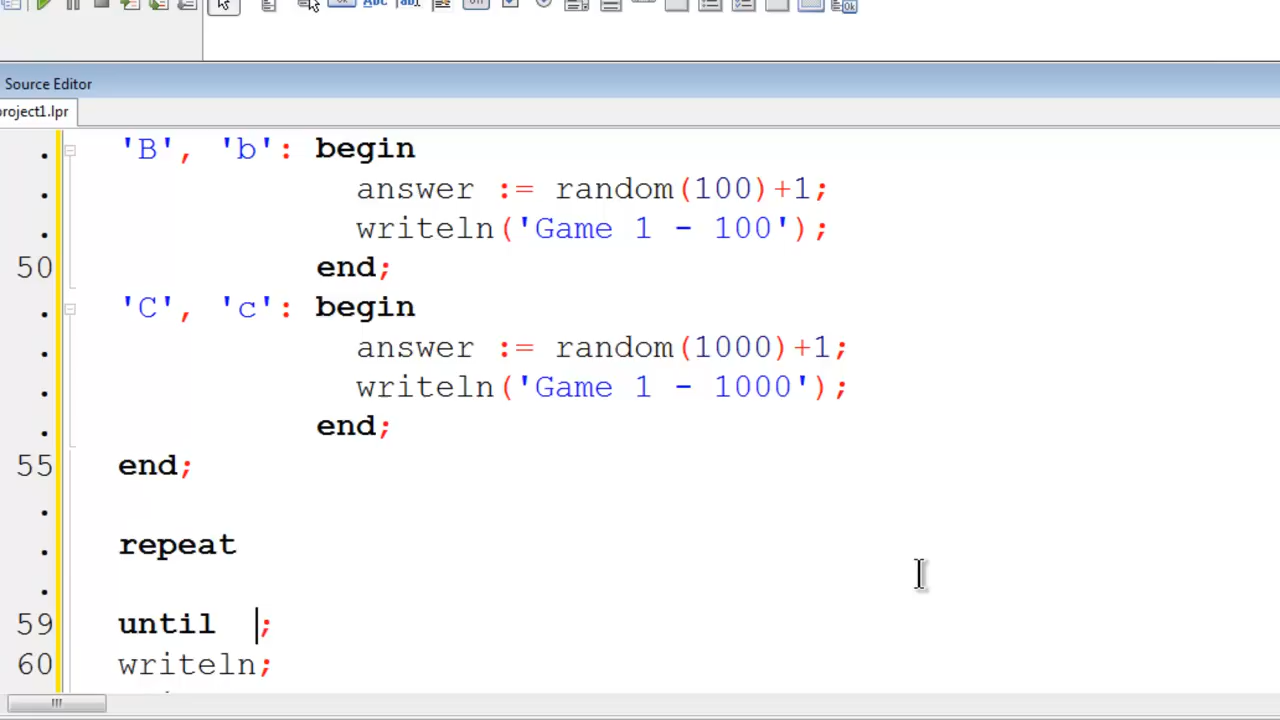 Source Editor
project1.lpr
'B', 'b': begin
answer := random(100)+1;
writeln('Game 1 - 100');
50 end;
'C', 'c': begin
answer := random(1000)+1;
writeln('Game 1 - 1000');
end;
55 end;
repeat
59 until ;
60 writeln;